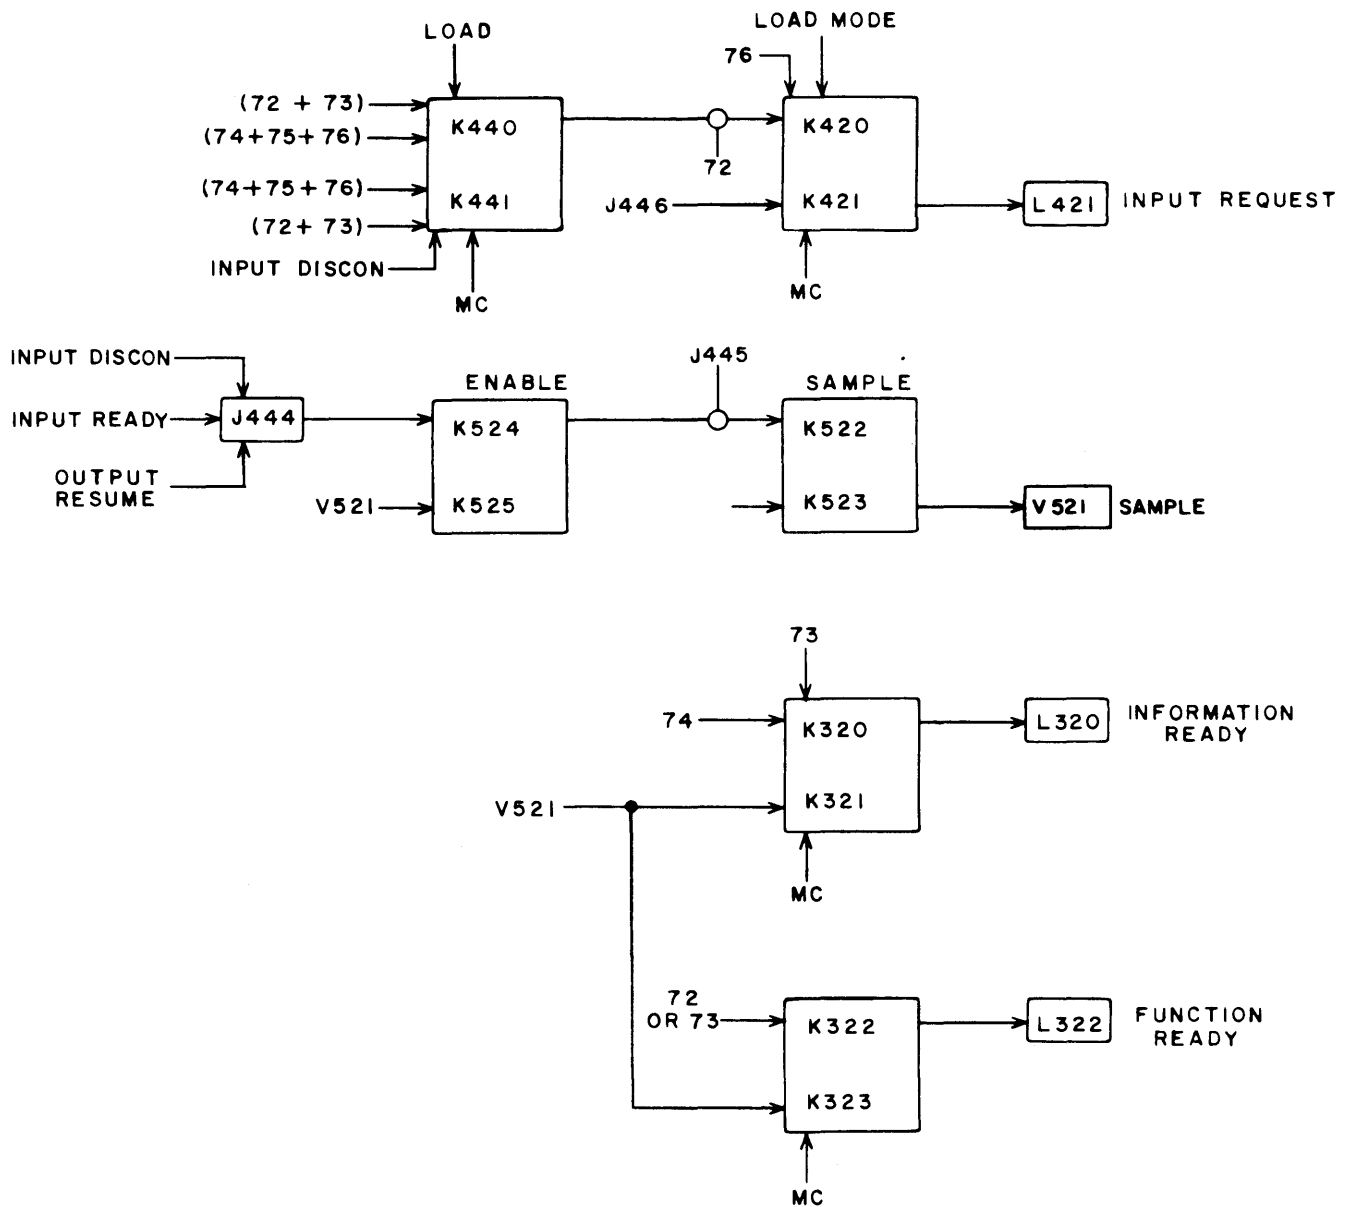 LOAD
LOAD MODE
76
(72 + 73)
(74+75+76)
K440
72
K420
(74+75+76)
K441
J446
K421
L421
INPUT REQUEST
(72+ 73)
INPUT DISCON
MC
MC
INPUT DISCON
J445
ENABLE
SAMPLE
INPUT READY
J444
K524
K522
OUTPUT
RESUME
V521
K525
K523
V521
SAMPLE
73
74
K320
L320
INFORMATION
READY
V521
K321
MC
72
OR 73
K322
L322
FUNCTION
READY
K323
MC